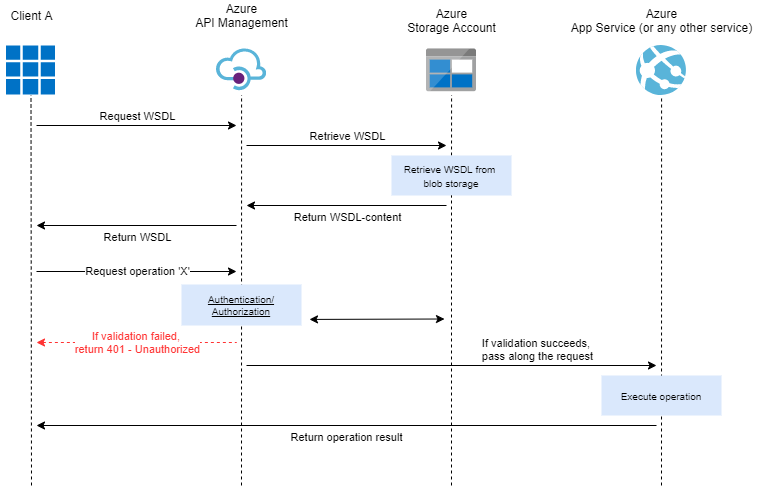 Client A
Azure
API Management
Azure
Storage Account
Azure
App Service (or any other service)
Request WSDL
Retrieve WSDL
Retrieve WSDL from
blob storage
Return WSDL-content
Return WSDL
Request operation 'X'
Authentication/
Authorization
If validation failed,
return 401 - Unauthorized
If validation succeeds,
pass along the request
Execute operation
Return operation result